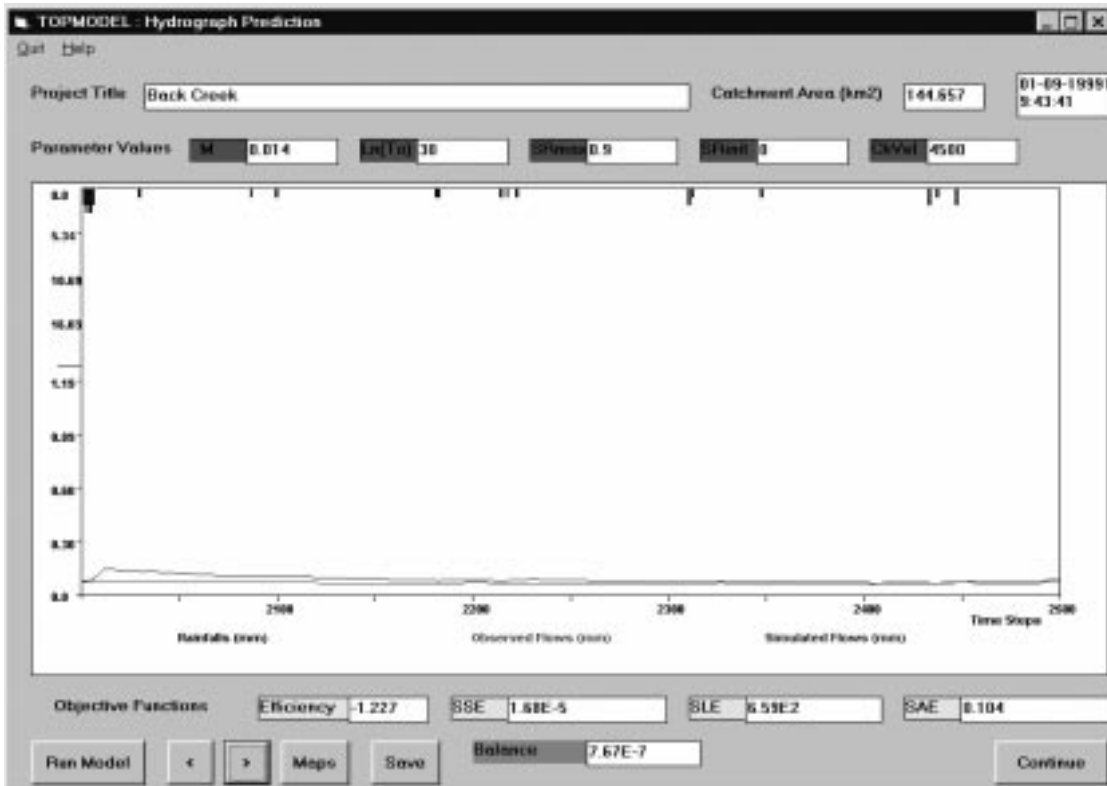 TOPMODEL : Hydrograph Prediction
Quit Help
Project Title Back Creek Catchment Area (km2) 144.657 01-09-1999
9:43:41
Parameter Values M 0.014 Ln(To) 30 SRmax 0.9 SRinit 0 ChVel 4500
0.0
5.34
1.15
0.30
0.0
2100 2200 2300 2400 2500
Time Steps
Rainfalls (mm) Observed Flows (mm) Simulated Flows (mm)
Objective Functions Efficiency -1.227 SSE 1.68E-5 SLE 6.59E2 SAE 0.104
Balance 7.67E-7
Run Model < > Maps Save Continue